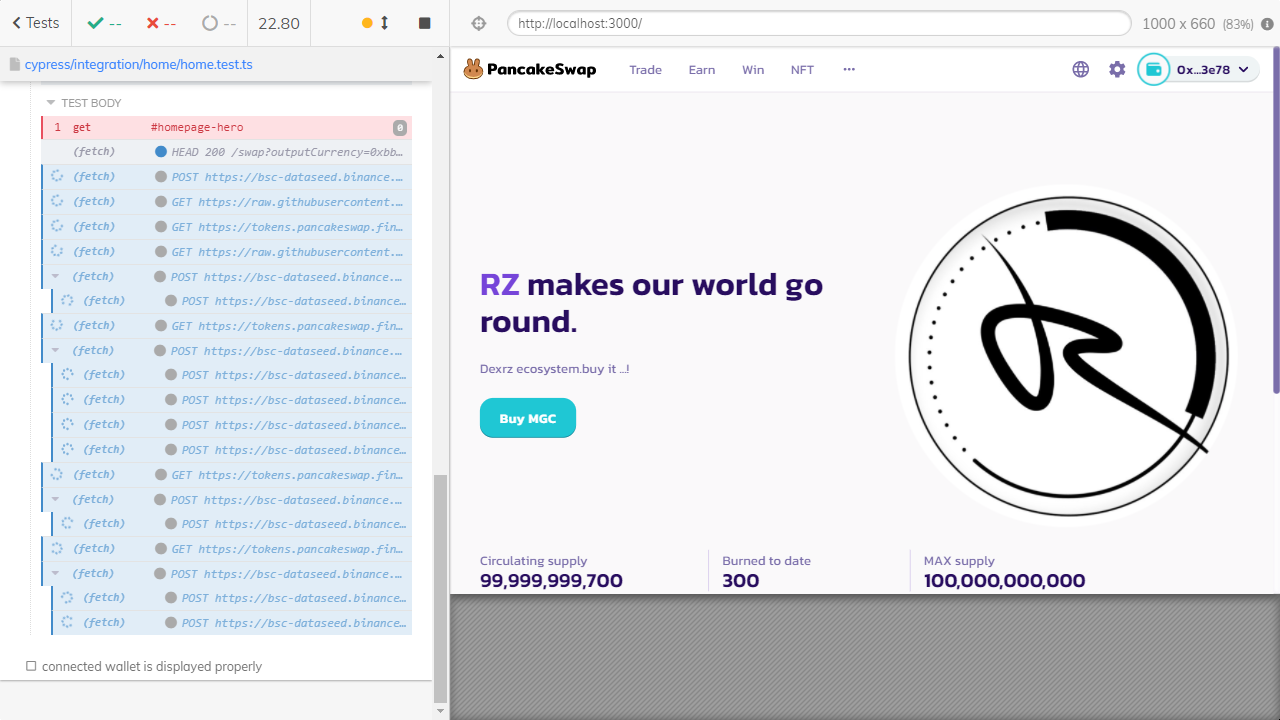 Tests
--
--
--
22.80
http://localhost:3000/
1000 x 660 (83%)
cypress/integration/home/home.test.ts
TEST BODY
1 get #homepage-hero 0
(fetch) HEAD 200 /swap?outputCurrency=0xbb…
(fetch) POST https://bsc-dataseed.binance.…
(fetch) GET https://raw.githubusercontent.…
(fetch) GET https://tokens.pancakeswap.fin…
(fetch) GET https://raw.githubusercontent.…
(fetch) POST https://bsc-dataseed.binance.…
(fetch) POST https://bsc-dataseed.binance…
(fetch) GET https://tokens.pancakeswap.fin…
(fetch) POST https://bsc-dataseed.binance.…
(fetch) POST https://bsc-dataseed.binance…
(fetch) POST https://bsc-dataseed.binance…
(fetch) POST https://bsc-dataseed.binance…
(fetch) POST https://bsc-dataseed.binance…
(fetch) GET https://tokens.pancakeswap.fin…
(fetch) POST https://bsc-dataseed.binance.…
(fetch) POST https://bsc-dataseed.binance…
(fetch) GET https://tokens.pancakeswap.fin…
(fetch) POST https://bsc-dataseed.binance.…
(fetch) POST https://bsc-dataseed.binance…
(fetch) POST https://bsc-dataseed.binance…
connected wallet is displayed properly
PancakeSwap
Trade
Earn
Win
NFT
0x...3e78
RZ makes our world go
round.
Dexrz ecosystem.buy it ...!
Buy MGC
Circulating supply
99,999,999,700
Burned to date
300
MAX supply
100,000,000,000